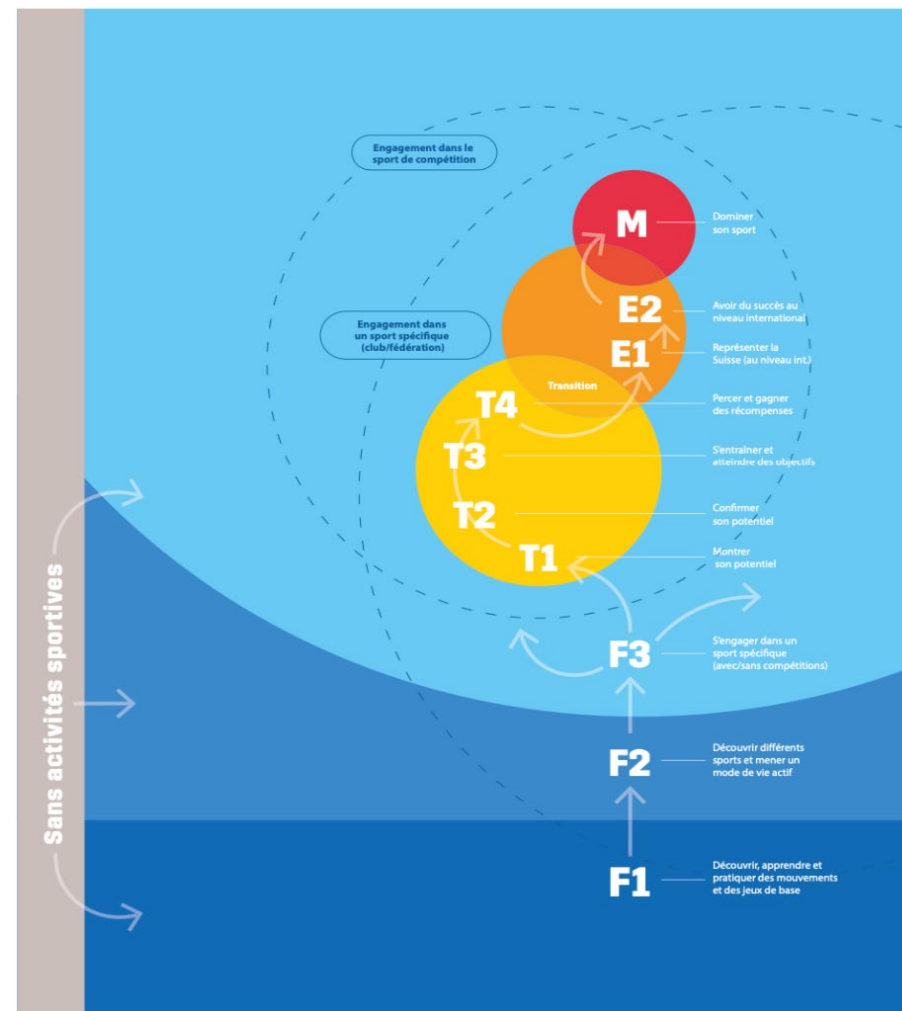 Engagement dans le
sport de compétition
M
Dominer
son sport
E2
Avoir du succès au
niveau international
Engagement dans
un sport spécifique
(club/fédération)
E1
Représenter la
Suisse (au niveau int.)
Transition
T4
Percer et gagner
des récompenses
T3
S'entraîner et
atteindre des objectifs
T2
Confirmer
son potentiel
T1
Montrer
son potentiel
F3
S'engager dans un
sport spécifique
(avec/sans compétitions)
F2
Découvrir différents
sports et mener un
mode de vie actif
F1
Découvrir, apprendre et
pratiquer des mouvements
et des jeux de base
Sans activités sportives